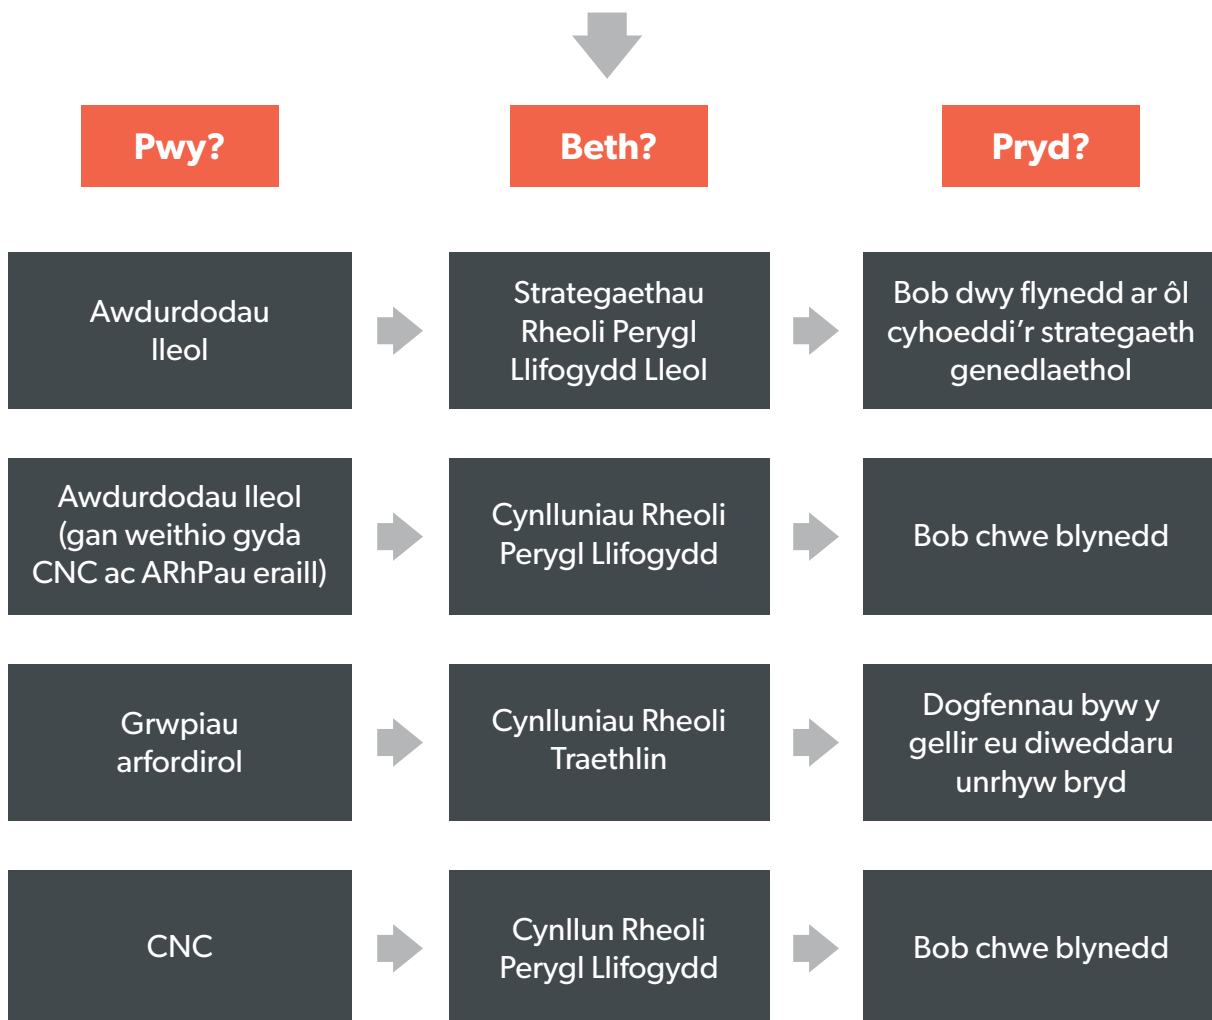 Pwy?
Beth?
Pryd?
Awdurdodau
lleol
Strategaethau
Rheoli Perygl
Llifogydd Lleol
Bob dwy flynedd ar ôl
cyhoeddi’r strategaeth
genedlaethol
Awdurdodau lleol
(gan weithio gyda
CNC ac ARhPau eraill)
Cynlluniau Rheoli
Perygl Llifogydd
Bob chwe blynedd
Grwpiau
arfordirol
Cynlluniau Rheoli
Traethlin
Dogfennau byw y
gellir eu diweddaru
unrhyw bryd
CNC
Cynllun Rheoli
Perygl Llifogydd
Bob chwe blynedd